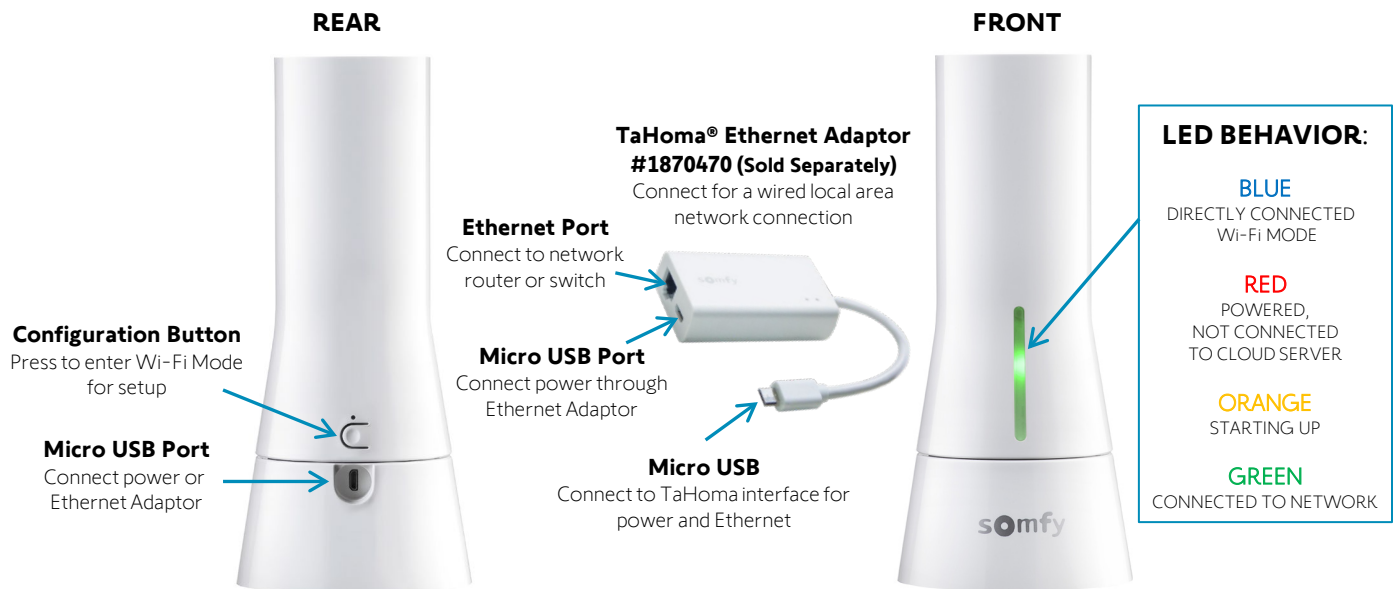 REAR
Configuration Button
Press to enter Wi-Fi Mode
for setup
Micro USB Port
Connect power or
Ethernet Adaptor
TaHoma® Ethernet Adaptor
#1870470 (Sold Separately)
Connect for a wired local area
network connection
Ethernet Port
Connect to network
router or switch
somfy
Micro USB Port
Connect power through
Ethernet Adaptor
Micro USB
Connect to TaHoma interface for
power and Ethernet
FRONT
somfy
LED BEHAVIOR:
BLUE
DIRECTLY CONNECTED
Wi-Fi MODE
RED
POWERED,
NOT CONNECTED
TO CLOUD SERVER
ORANGE
STARTING UP
GREEN
CONNECTED TO NETWORK